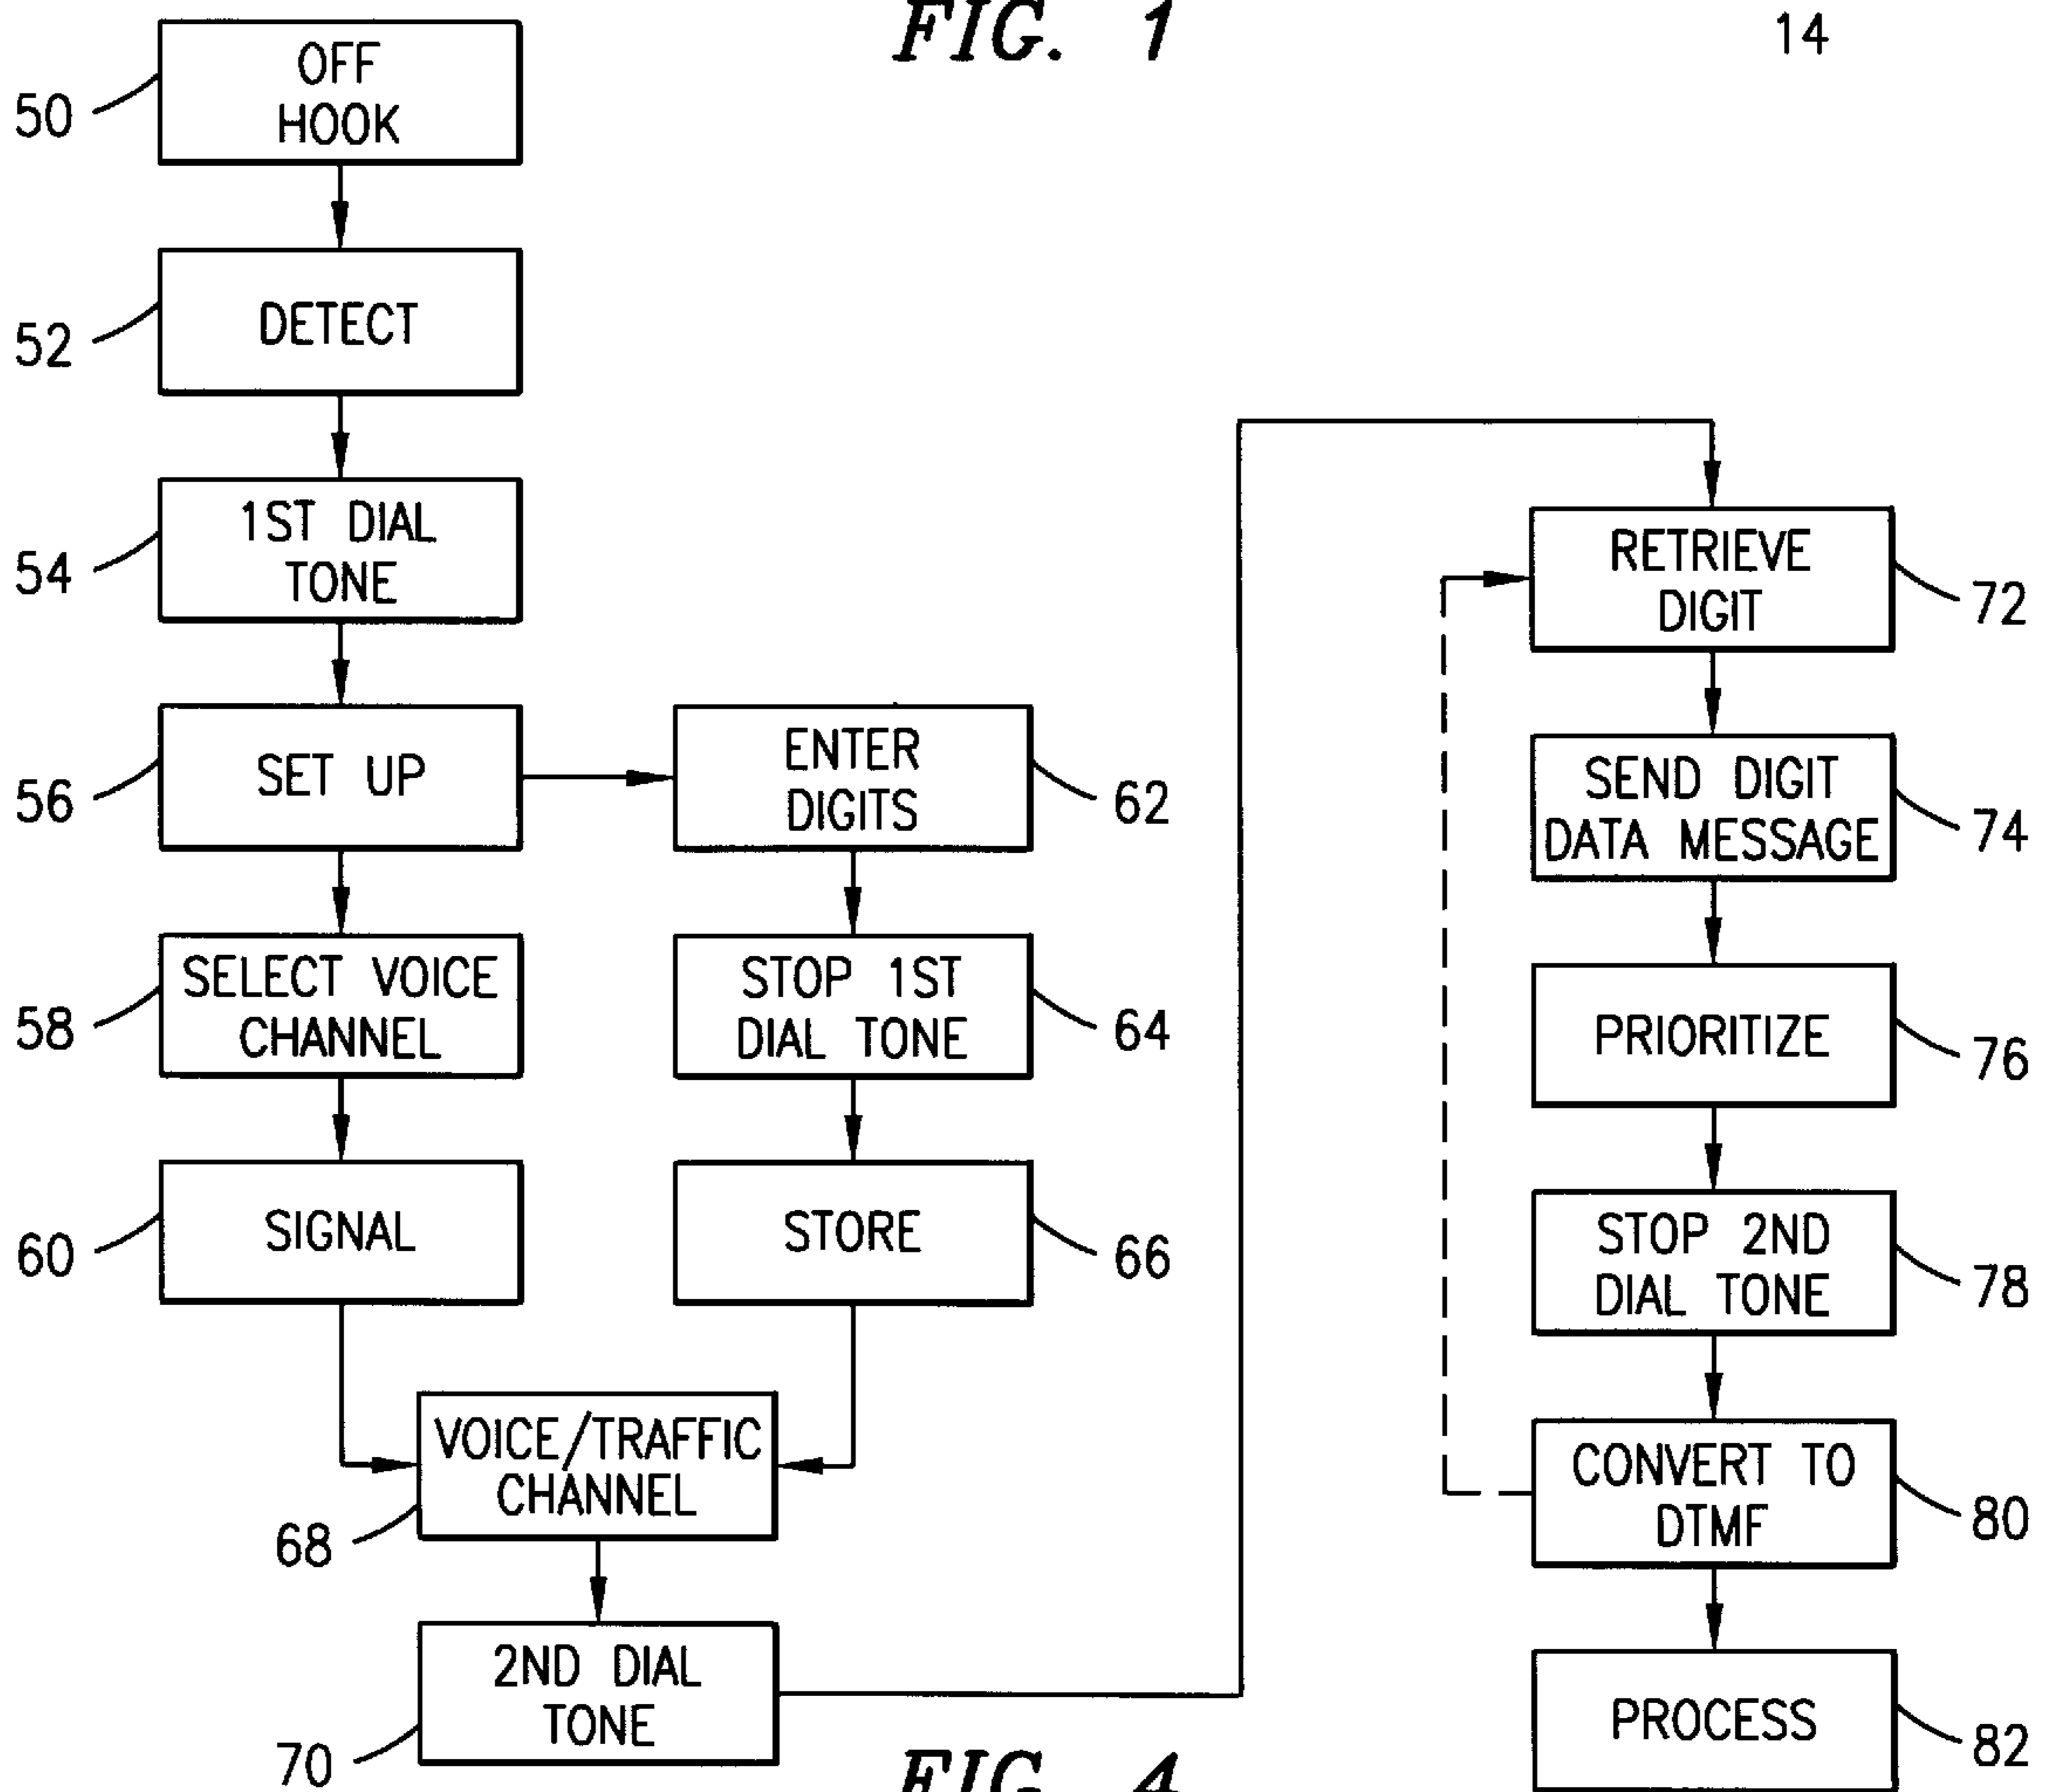 FIG. 1
14
OFF
HOOK
50
DETECT
52
1ST DIAL
TONE
54
SET UP
56
ENTER
DIGITS
62
SELECT VOICE
CHANNEL
58
STOP 1ST
DIAL TONE
64
SIGNAL
60
STORE
66
VOICE/TRAFFIC
CHANNEL
68
2ND DIAL
TONE
70
RETRIEVE
DIGIT
72
SEND DIGIT
DATA MESSAGE
74
PRIORITIZE
76
STOP 2ND
DIAL TONE
78
CONVERT TO
DTMF
80
PROCESS
82
FIG. 4